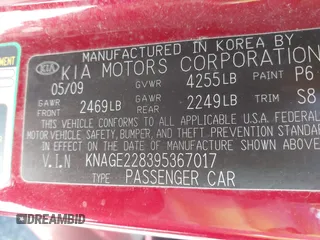 MANUFACTURED IN KOREA BY
KIA KIA MOTORS CORPORATION
05/09 GVWR 4255LB PAINT P6
GAWR FRONT 2469LB GAWR REAR 2249LB TRIM S8
THIS VEHICLE CONFORMS TO ALL APPLICABLE U.S.A. FEDERAL
MOTOR VEHICLE SAFETY, BUMPER, AND THEFT PREVENTION STANDARDS
IN EFFECT ON THE DATE OF MANUFACTURE SHOWN ABOVE.
V.I.N KNAGE228395367017
TYPE PASSENGER CAR
DREAMBID